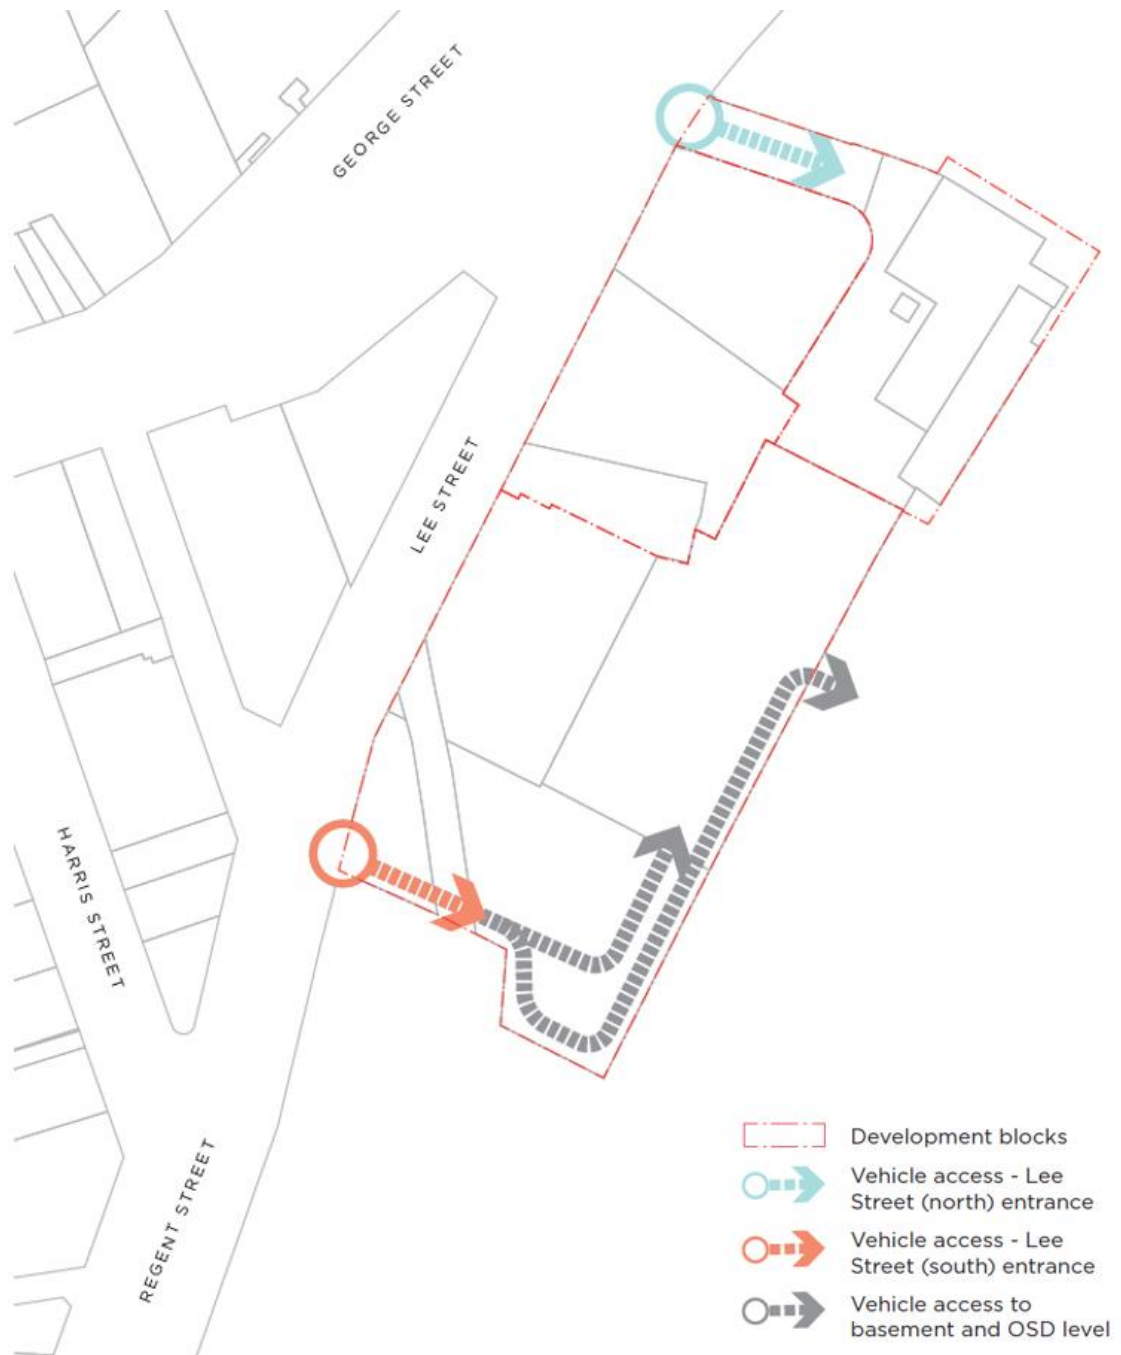 GEORGE STREET
LEE STREET
HARRIS STREET
REGENT STREET
Development blocks
Vehicle access - Lee
Street (north) entrance
Vehicle access - Lee
Street (south) entrance
Vehicle access to
basement and OSD level